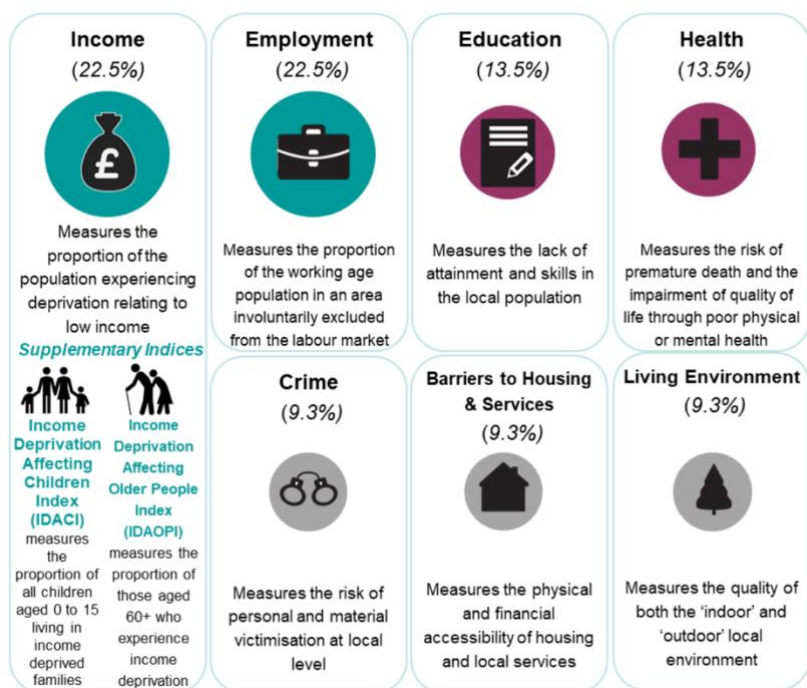 Income
(22.5%)
£
Measures the
proportion of the
population experiencing
deprivation relating to
low income
Supplementary Indices
Income
Deprivation
Affecting
Children
Index
(IDACI)
measures
the
proportion of
all children
aged 0 to 15
living in
income
deprived
families
Income
Deprivation
Affecting
Older People
Index
(IDAOPI)
measures the
proportion of
those aged
60+ who
experience
income
deprivation
Employment
(22.5%)
Measures the proportion
of the working age
population in an area
involuntarily excluded
from the labour market
Education
(13.5%)
Measures the lack of
attainment and skills in
the local population
Health
(13.5%)
Measures the risk of
premature death and the
impairment of quality of
life through poor physical
or mental health
Crime
(9.3%)
Measures the risk of
personal and material
victimisation at local
level
Barriers to Housing
& Services
(9.3%)
Measures the physical
and financial
accessibility of housing
and local services
Living Environment
(9.3%)
Measures the quality of
both the ‘indoor’ and
‘outdoor’ local
environment